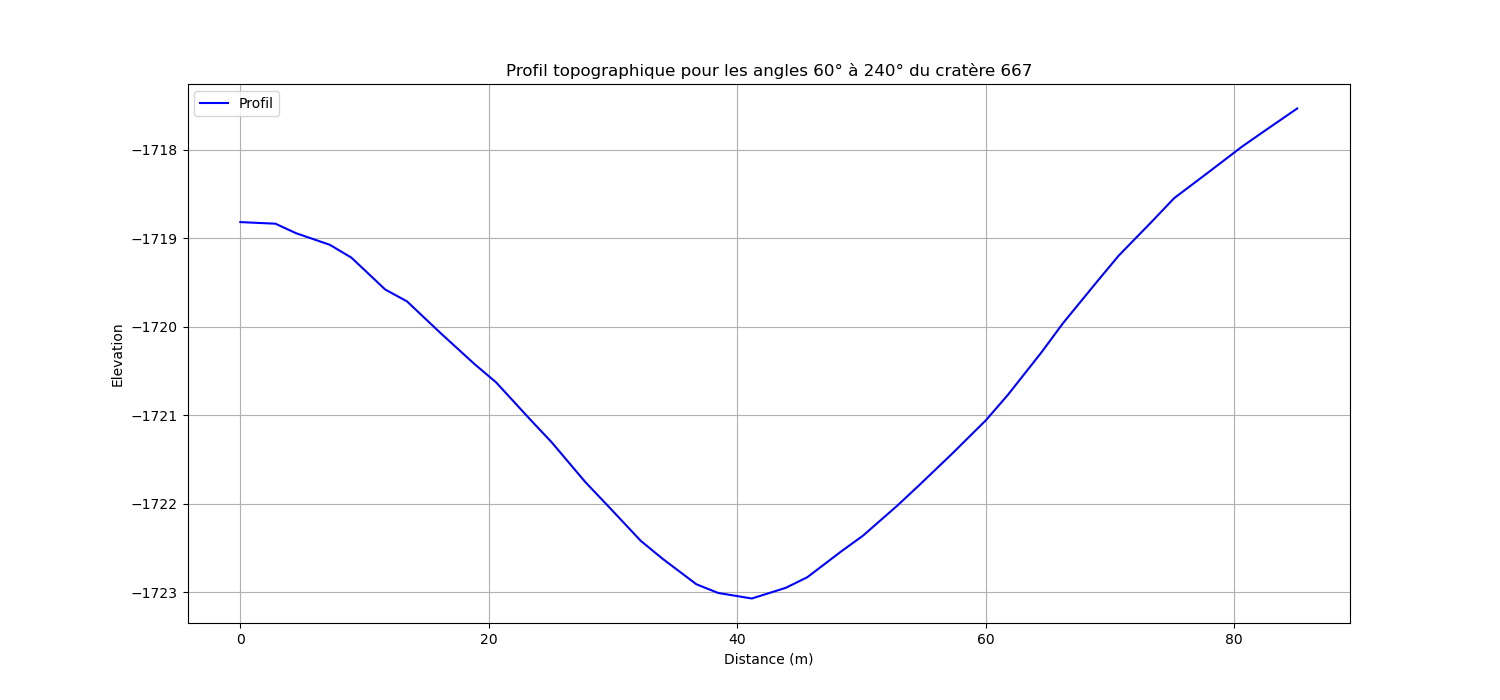 Profil topographique pour les angles 60° à 240° du cratère 667
Profil
−1718
−1719
−1720
−1721
−1722
−1723
Elevation
0 20 40 60 80
Distance (m)